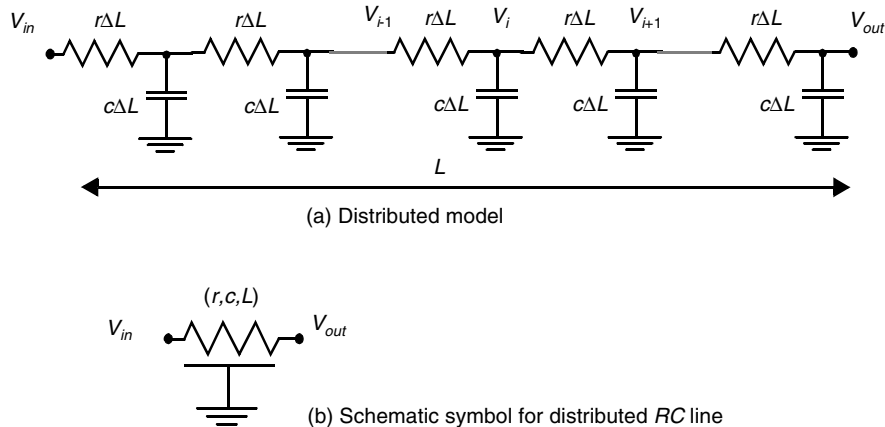 V_in rΔL rΔL V_i-1 rΔL V_i rΔL V_i+1 rΔL V_out
cΔL cΔL cΔL cΔL cΔL
L
(a) Distributed model
(r,c,L)
V_in V_out
(b) Schematic symbol for distributed RC line